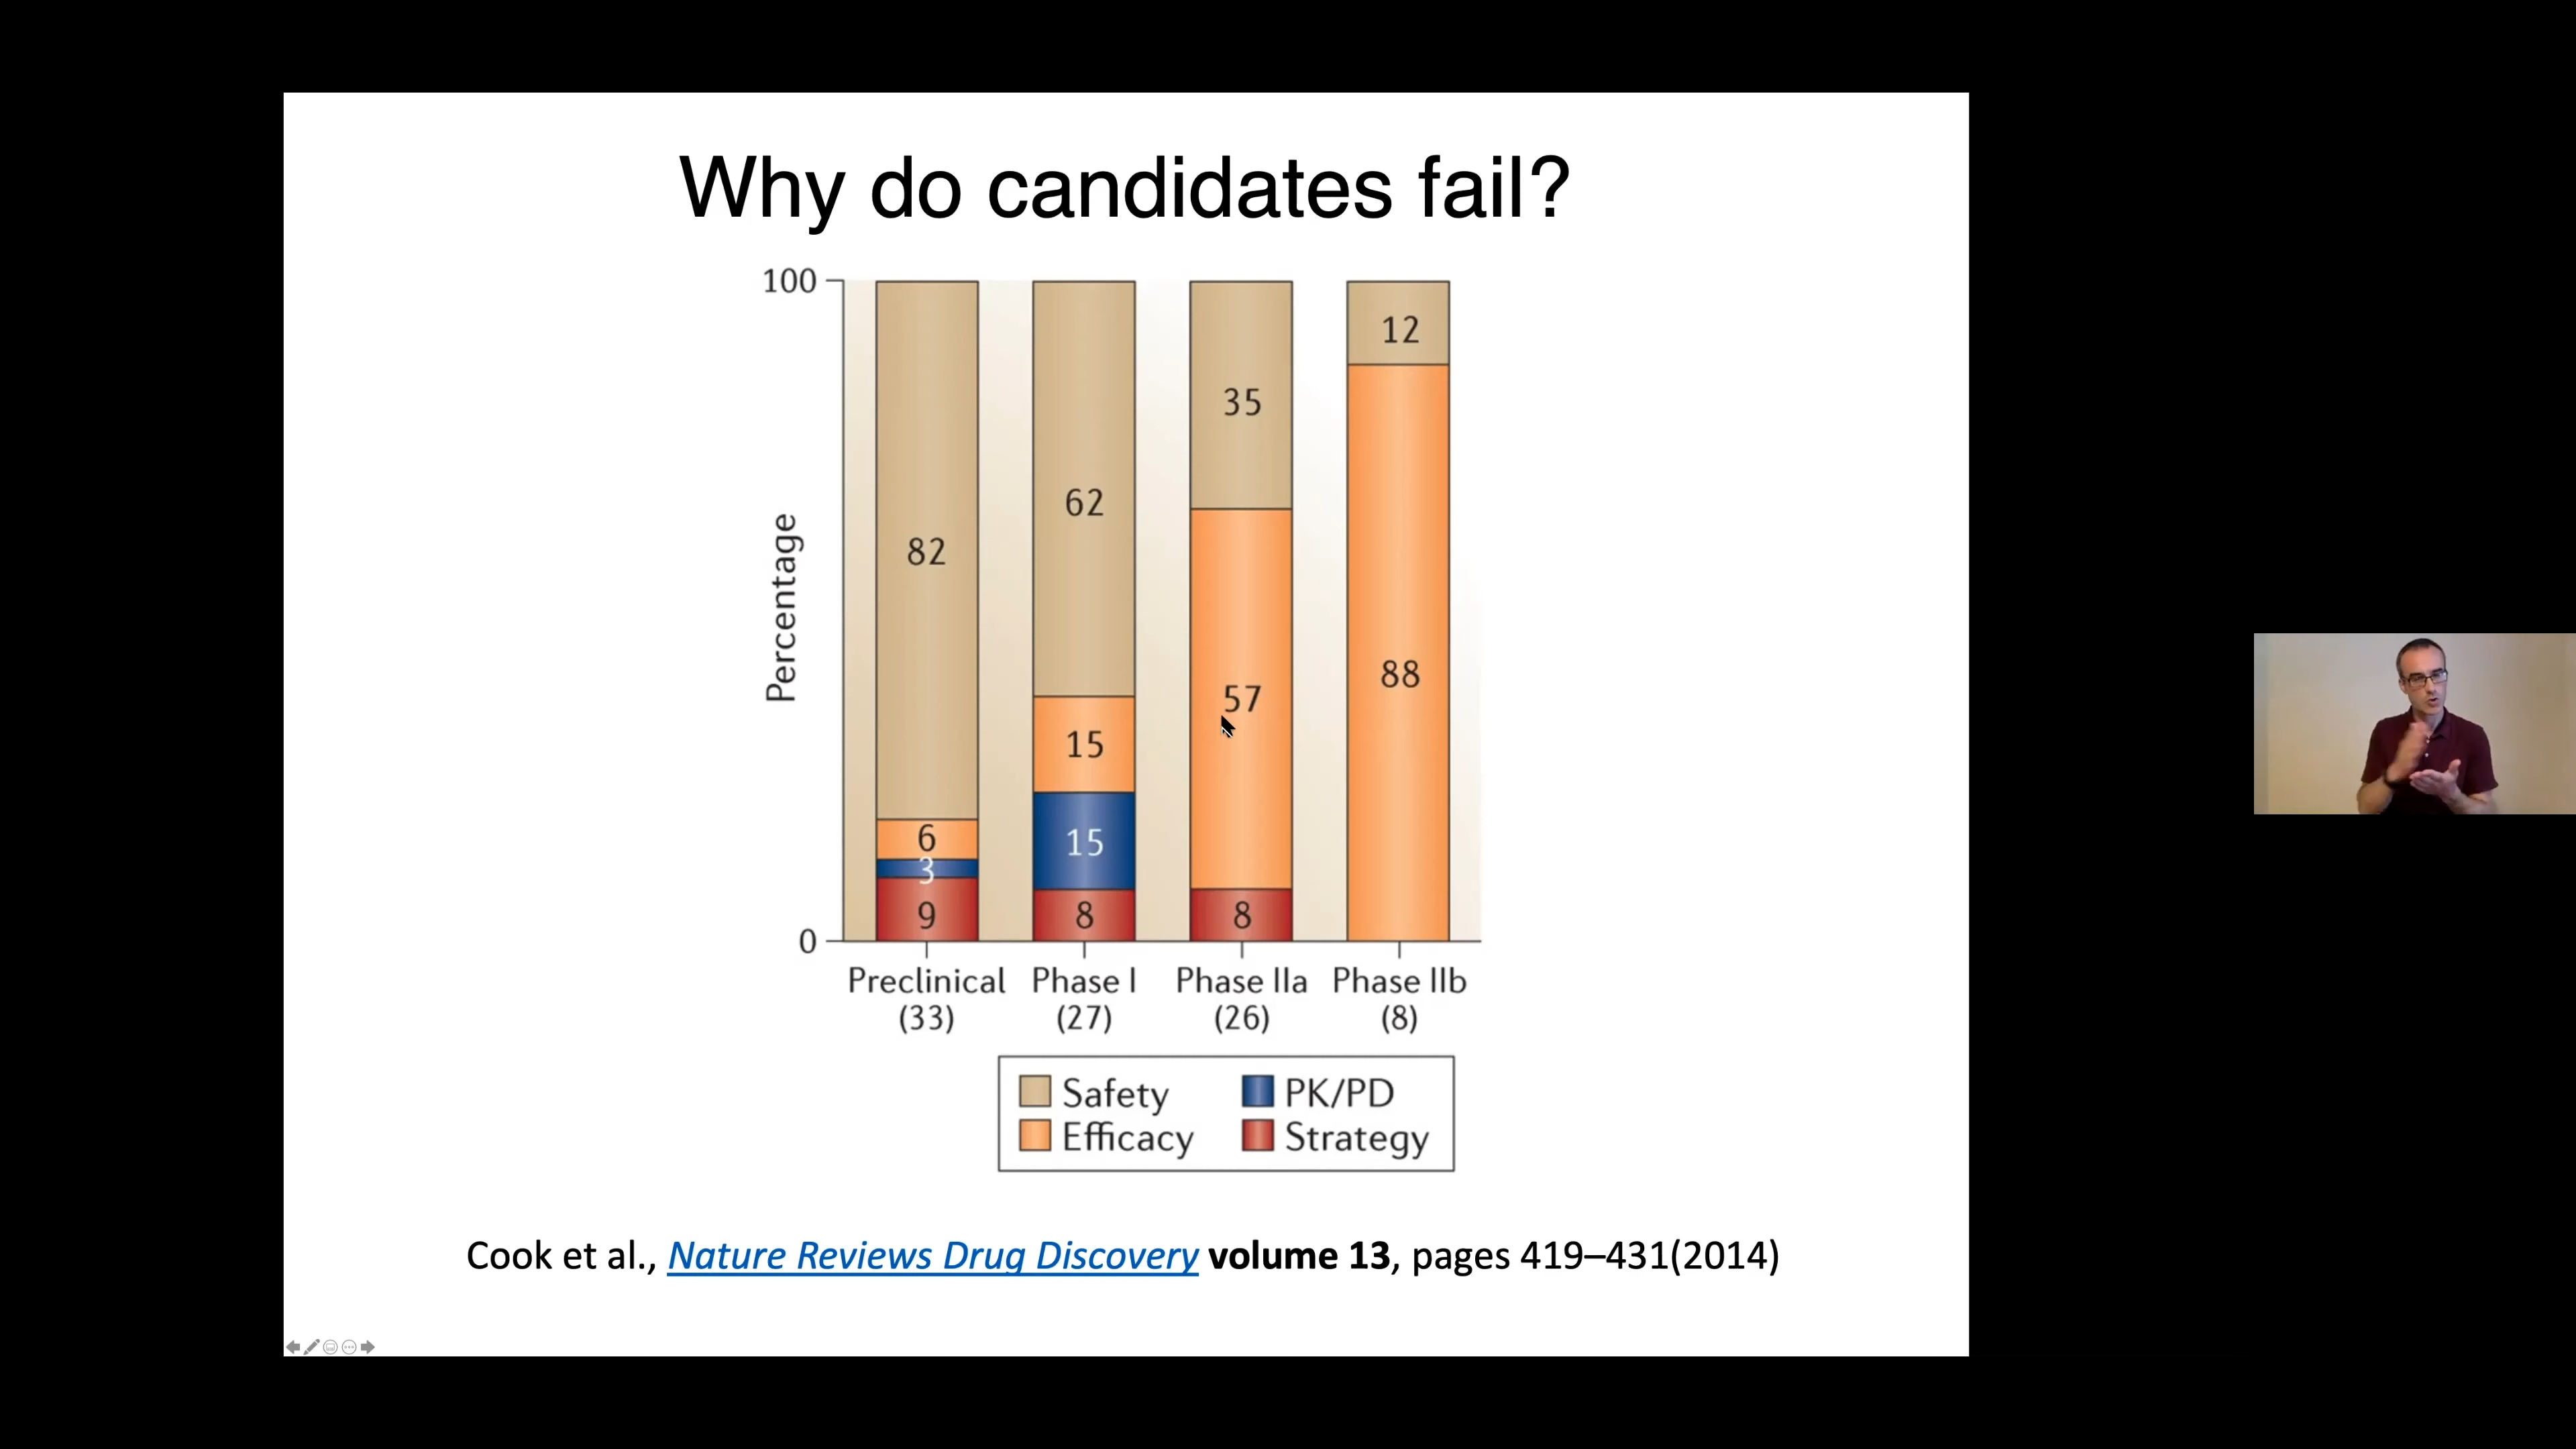 Why do candidates fail?
100
0
Percentage
82
6
3
9
62
15
15
8
35
57
8
12
88
Preclinical Phase I Phase IIa Phase IIb
(33) (27) (26) (8)
Safety PK/PD
Efficacy Strategy
Cook et al., Nature Reviews Drug Discovery volume 13, pages 419–431(2014)